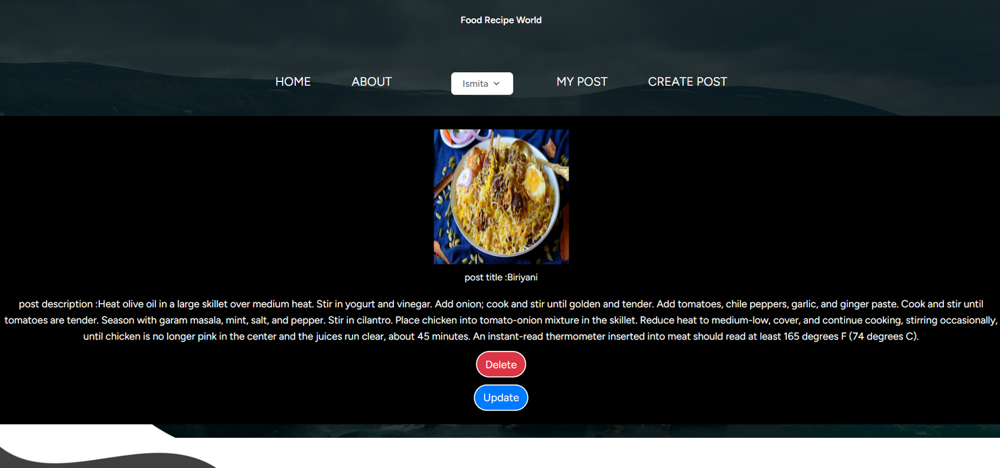 Food Recipe World
HOME
ABOUT
Ismita
MY POST
CREATE POST
post title :Biriyani
post description :Heat olive oil in a large skillet over medium heat. Stir in yogurt and vinegar. Add onion; cook and stir until golden and tender. Add tomatoes, chile peppers, garlic, and ginger paste. Cook and stir until
tomatoes are tender. Season with garam masala, mint, salt, and pepper. Stir in cilantro. Place chicken into tomato-onion mixture in the skillet. Reduce heat to medium-low, cover, and continue cooking, stirring occasionally,
until chicken is no longer pink in the center and the juices run clear, about 45 minutes. An instant-read thermometer inserted into meat should read at least 165 degrees F (74 degrees C).
Delete
Update